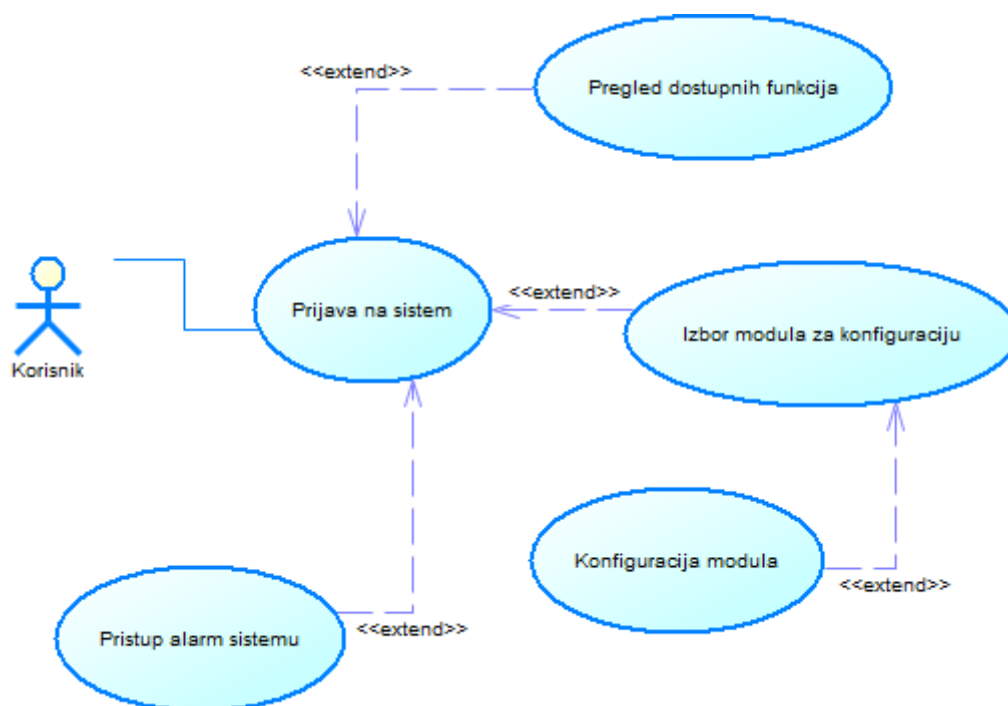 <<extend>>
Pregled dostupnih funkcija
Prijava na sistem
<<extend>>
Izbor modula za konfiguraciju
Korisnik
Konfiguracija modula
<<extend>>
Pristup alarm sistemu
<<extend>>